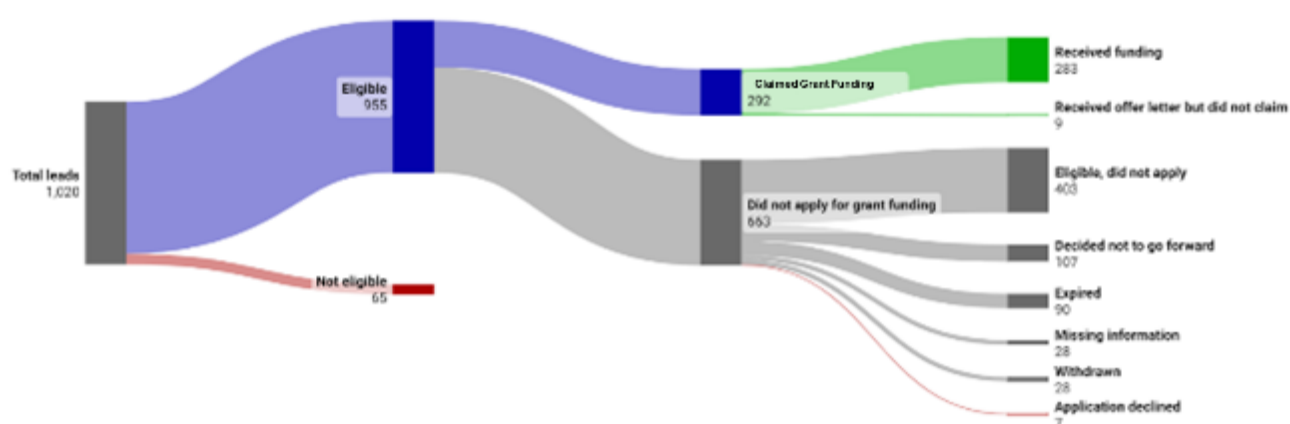 Total leads
1,020
Eligible
955
Not eligible
65
Claimed Grant Funding
292
Did not apply for grant funding
663
Received funding
283
Received offer letter but did not claim
9
Eligible, did not apply
403
Decided not to go forward
107
Expired
90
Missing information
28
Withdrawn
28
Application declined